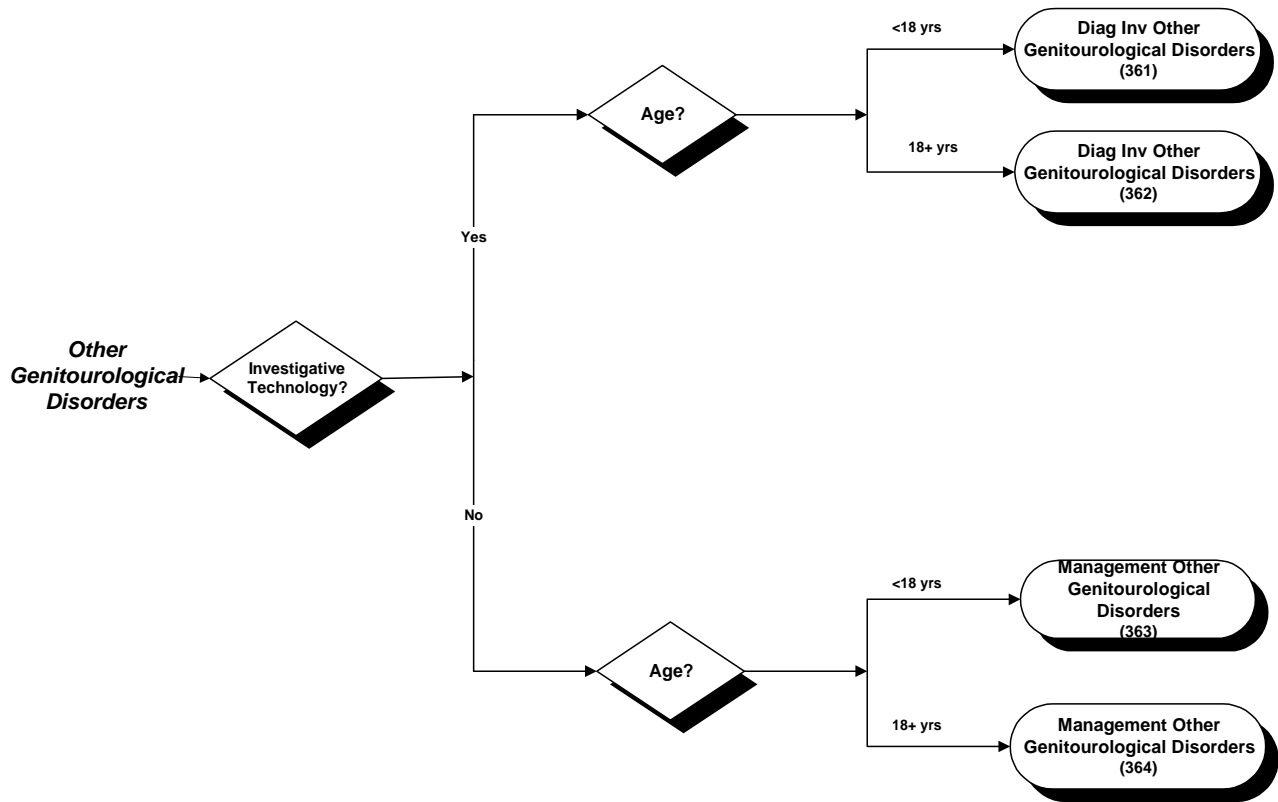 Other
Genitourological
Disorders
Investigative
Technology?
Yes
Age?
<18 yrs
Diag Inv Other
Genitourological Disorders
(361)
18+ yrs
Diag Inv Other
Genitourological Disorders
(362)
No
Age?
<18 yrs
Management Other
Genitourological
Disorders
(363)
18+ yrs
Management Other
Genitourological Disorders
(364)